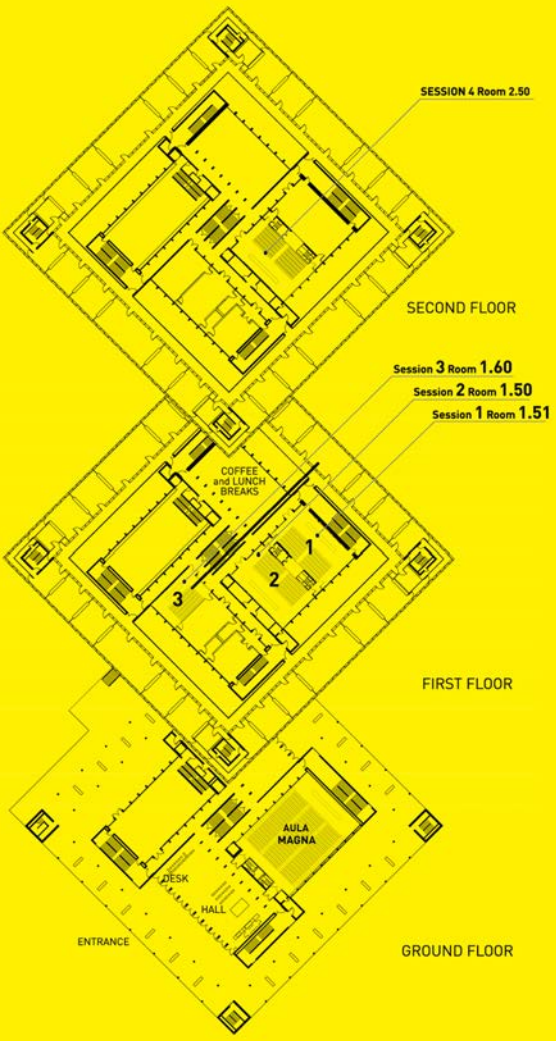 SESSION 4 Room 2.50
SECOND FLOOR
Session 3 Room 1.60
Session 2 Room 1.50
Session 1 Room 1.51
COFFEE
and LUNCH
BREAKS
1
2
3
FIRST FLOOR
AULA
MAGNA
DESK
HALL
ENTRANCE
GROUND FLOOR